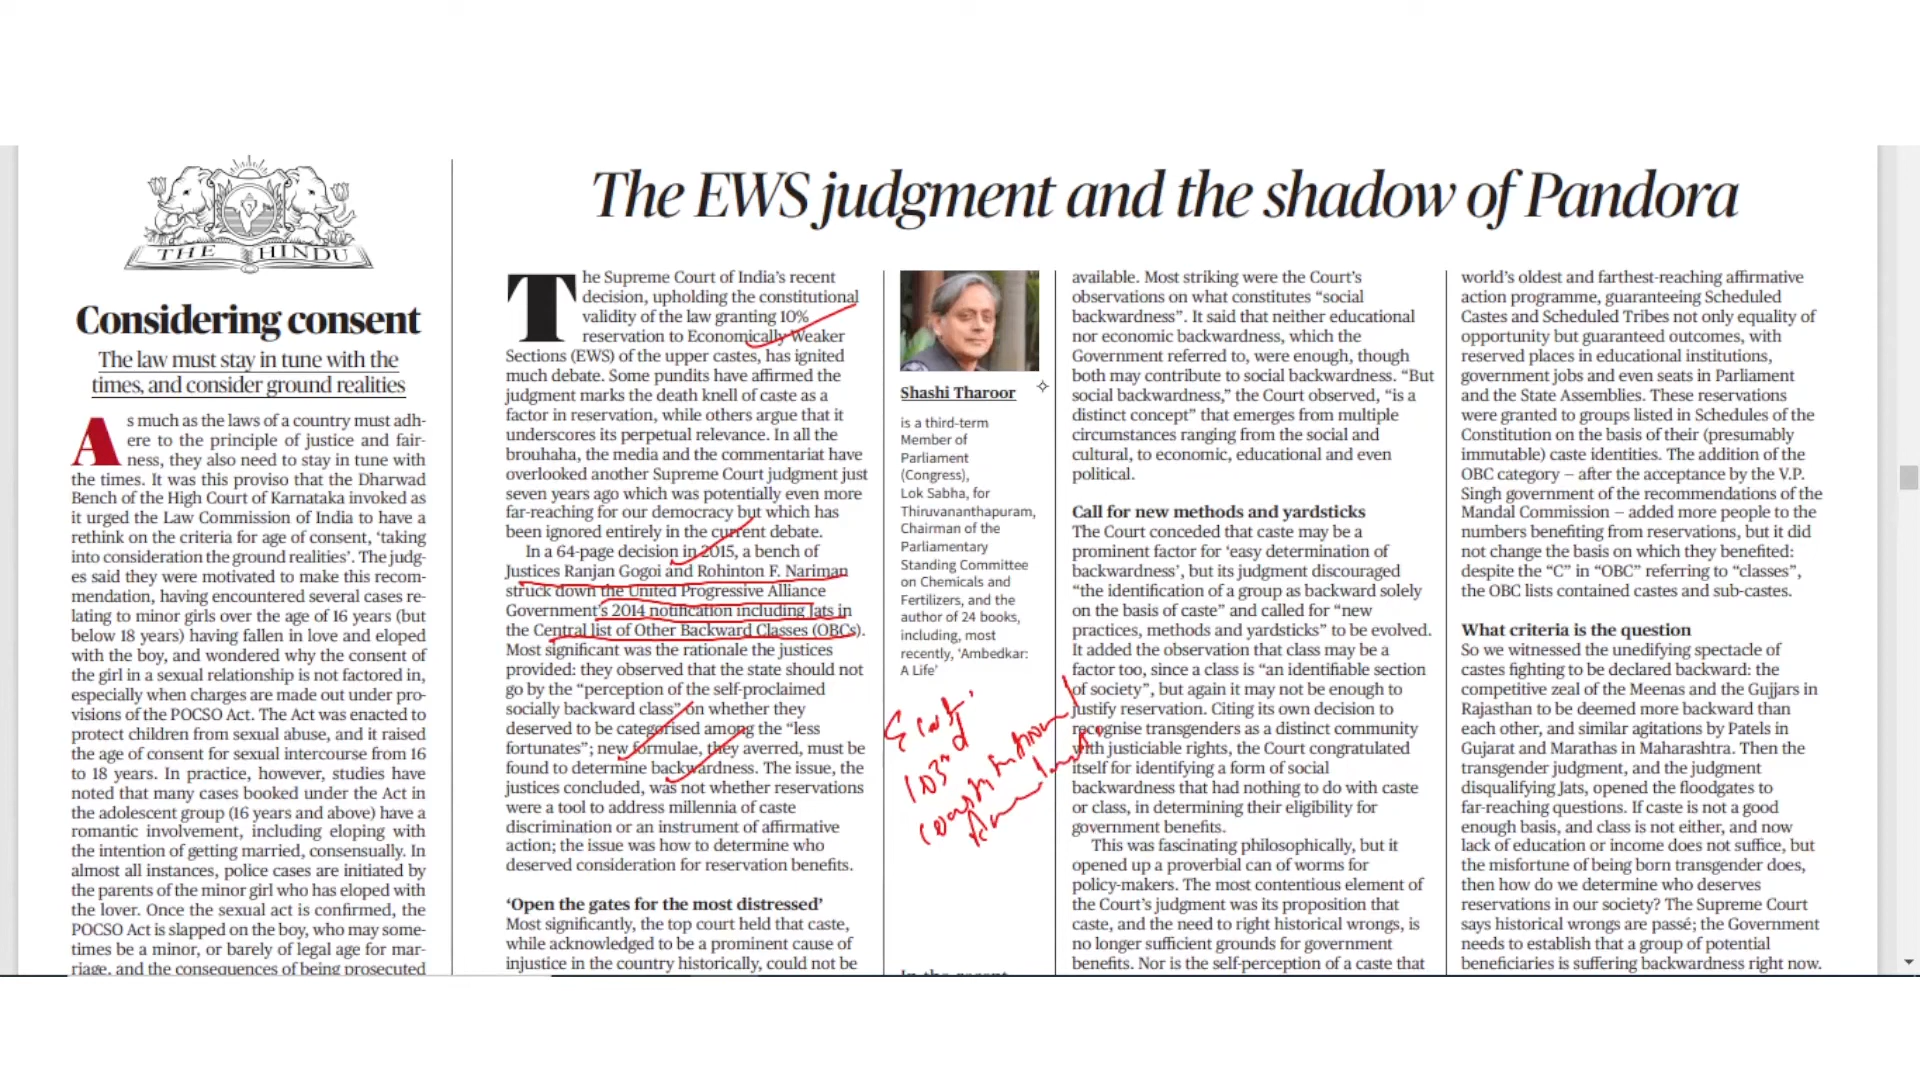 THE HINDU
Considering consent
The law must stay in tune with the
times, and consider ground realities
As much as the laws of a country must adh-
ere to the principle of justice and fair-
ness, they also need to stay in tune with
the times. It was this proviso that the Dharwad
Bench of the High Court of Karnataka invoked as
it urged the Law Commission of India to have a
rethink on the criteria for age of consent, ‘taking
into consideration the ground realities’. The judg-
es said they were motivated to make this recom-
mendation, having encountered several cases re-
lating to minor girls over the age of 16 years (but
below 18 years) having fallen in love and eloped
with the boy, and wondered why the consent of
the girl in a sexual relationship is not factored in,
especially when charges are made out under pro-
visions of the POCSO Act. The Act was enacted to
protect children from sexual abuse, and it raised
the age of consent for sexual intercourse from 16
to 18 years. In practice, however, studies have
noted that many cases booked under the Act in
the adolescent group (16 years and above) have a
romantic involvement, including eloping with
the intention of getting married, consensually. In
almost all instances, police cases are initiated by
the parents of the minor girl who has eloped with
the lover. Once the sexual act is confirmed, the
POCSO Act is slapped on the boy, who may some-
times be a minor, or barely of legal age for mar-
riage, and the consequences of being prosecuted
The EWS judgment and the shadow of Pandora
The Supreme Court of India’s recent
decision, upholding the constitutional
validity of the law granting 10%
reservation to Economically Weaker
Sections (EWS) of the upper castes, has ignited
much debate. Some pundits have affirmed the
judgment marks the death knell of caste as a
factor in reservation, while others argue that it
underscores its perpetual relevance. In all the
brouhaha, the media and the commentariat have
overlooked another Supreme Court judgment just
seven years ago which was potentially even more
far-reaching for our democracy but which has
been ignored entirely in the current debate.
In a 64-page decision in 2015, a bench of
Justices Ranjan Gogoi and Rohinton F. Nariman
struck down the United Progressive Alliance
Government’s 2014 notification including Jats in
the Central list of Other Backward Classes (OBCs).
Most significant was the rationale the justices
provided: they observed that the state should not
go by the “perception of the self-proclaimed
socially backward class” on whether they
deserved to be categorised among the “less
fortunates”; new formulae, they averred, must be
found to determine backwardness. The issue, the
justices concluded, was not whether reservations
were a tool to address millennia of caste
discrimination or an instrument of affirmative
action; the issue was how to determine who
deserved consideration for reservation benefits.
‘Open the gates for the most distressed’
Most significantly, the top court held that caste,
while acknowledged to be a prominent cause of
injustice in the country historically, could not be
Shashi Tharoor
is a third-term
Member of
Parliament
(Congress),
Lok Sabha, for
Thiruvananthapuram,
Chairman of the
Parliamentary
Standing Committee
on Chemicals and
Fertilizers, and the
author of 24 books,
including, most
recently, ‘Ambedkar:
A Life’
103rd
In the recent
available. Most striking were the Court’s
observations on what constitutes “social
backwardness”. It said that neither educational
nor economic backwardness, which the
Government referred to, were enough, though
both may contribute to social backwardness. “But
social backwardness,” the Court observed, “is a
distinct concept” that emerges from multiple
circumstances ranging from the social and
cultural, to economic, educational and even
political.
Call for new methods and yardsticks
The Court conceded that caste may be a
prominent factor for ‘easy determination of
backwardness’, but its judgment discouraged
“the identification of a group as backward solely
on the basis of caste” and called for “new
practices, methods and yardsticks” to be evolved.
It added the observation that class may be a
factor too, since a class is “an identifiable section
of society”, but again it may not be enough to
justify reservation. Citing its own decision to
recognise transgenders as a distinct community
with justiciable rights, the Court congratulated
itself for identifying a form of social
backwardness that had nothing to do with caste
or class, in determining their eligibility for
government benefits.
This was fascinating philosophically, but it
opened up a proverbial can of worms for
policy-makers. The most contentious element of
the Court’s judgment was its proposition that
caste, and the need to right historical wrongs, is
no longer sufficient grounds for government
benefits. Nor is the self-perception of a caste that
world’s oldest and farthest-reaching affirmative
action programme, guaranteeing Scheduled
Castes and Scheduled Tribes not only equality of
opportunity but guaranteed outcomes, with
reserved places in educational institutions,
government jobs and even seats in Parliament
and the State Assemblies. These reservations
were granted to groups listed in Schedules of the
Constitution on the basis of their (presumably
immutable) caste identities. The addition of the
OBC category — after the acceptance by the V.P.
Singh government of the recommendations of the
Mandal Commission — added more people to the
numbers benefiting from reservations, but it did
not change the basis on which they benefited:
despite the “C” in “OBC” referring to “classes”,
the OBC lists contained castes and sub-castes.
What criteria is the question
So we witnessed the unedifying spectacle of
castes fighting to be declared backward: the
competitive zeal of the Meenas and the Gujjars in
Rajasthan to be deemed more backward than
each other, and similar agitations by Patels in
Gujarat and Marathas in Maharashtra. Then the
transgender judgment, and the judgment
disqualifying Jats, opened the floodgates to
far-reaching questions. If caste is not a good
enough basis, and class is not either, and now
lack of education or income does not suffice, but
the misfortune of being born transgender does,
then how do we determine who deserves
reservations in our society? The Supreme Court
says historical wrongs are passé; the Government
needs to establish that a group of potential
beneficiaries is suffering backwardness right now.